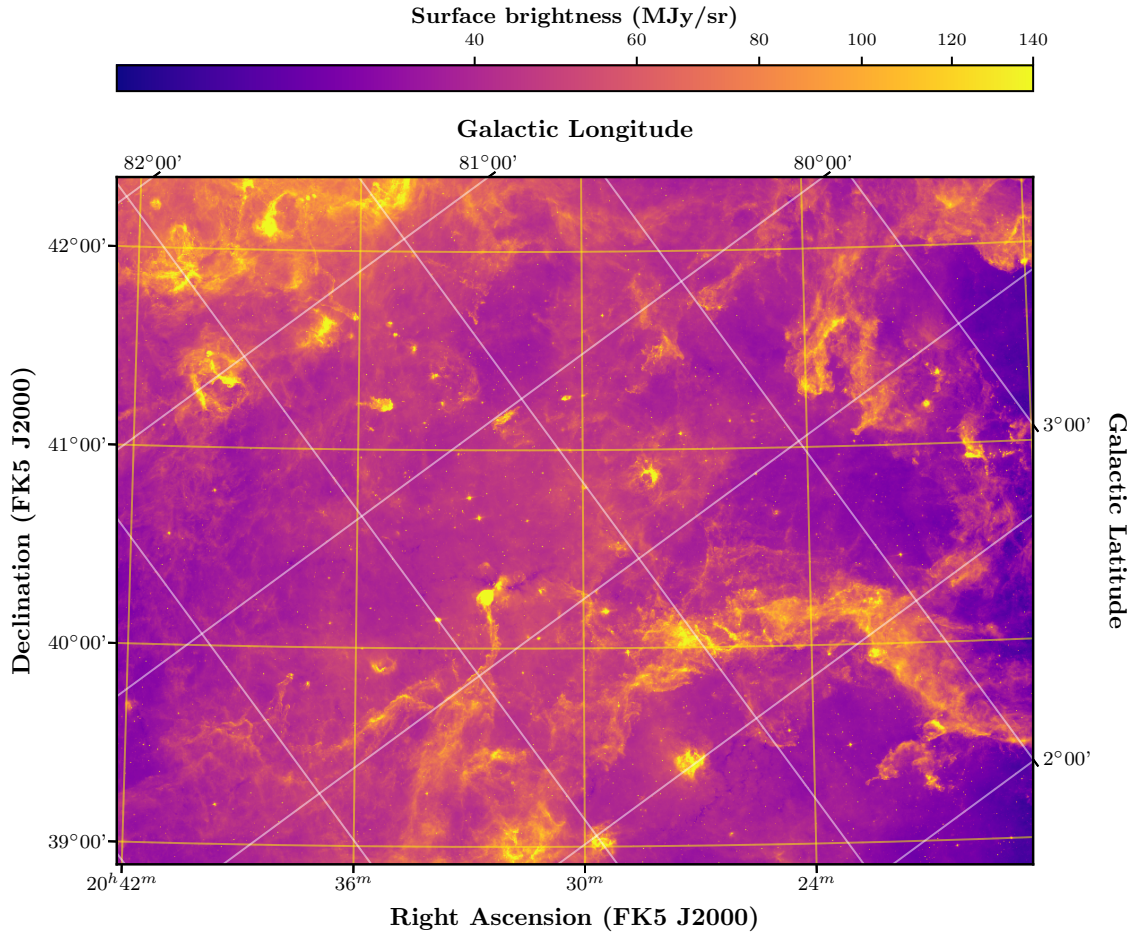 Surface brightness (MJy/sr)
40 60 80 100 120 140
Galactic Longitude
82°00' 81°00' 80°00'
42°00'
41°00'
40°00'
39°00'
Declination (FK5 J2000)
3°00'
2°00'
Galactic Latitude
20ʰ42ᵐ 36ᵐ 30ᵐ 24ᵐ
Right Ascension (FK5 J2000)